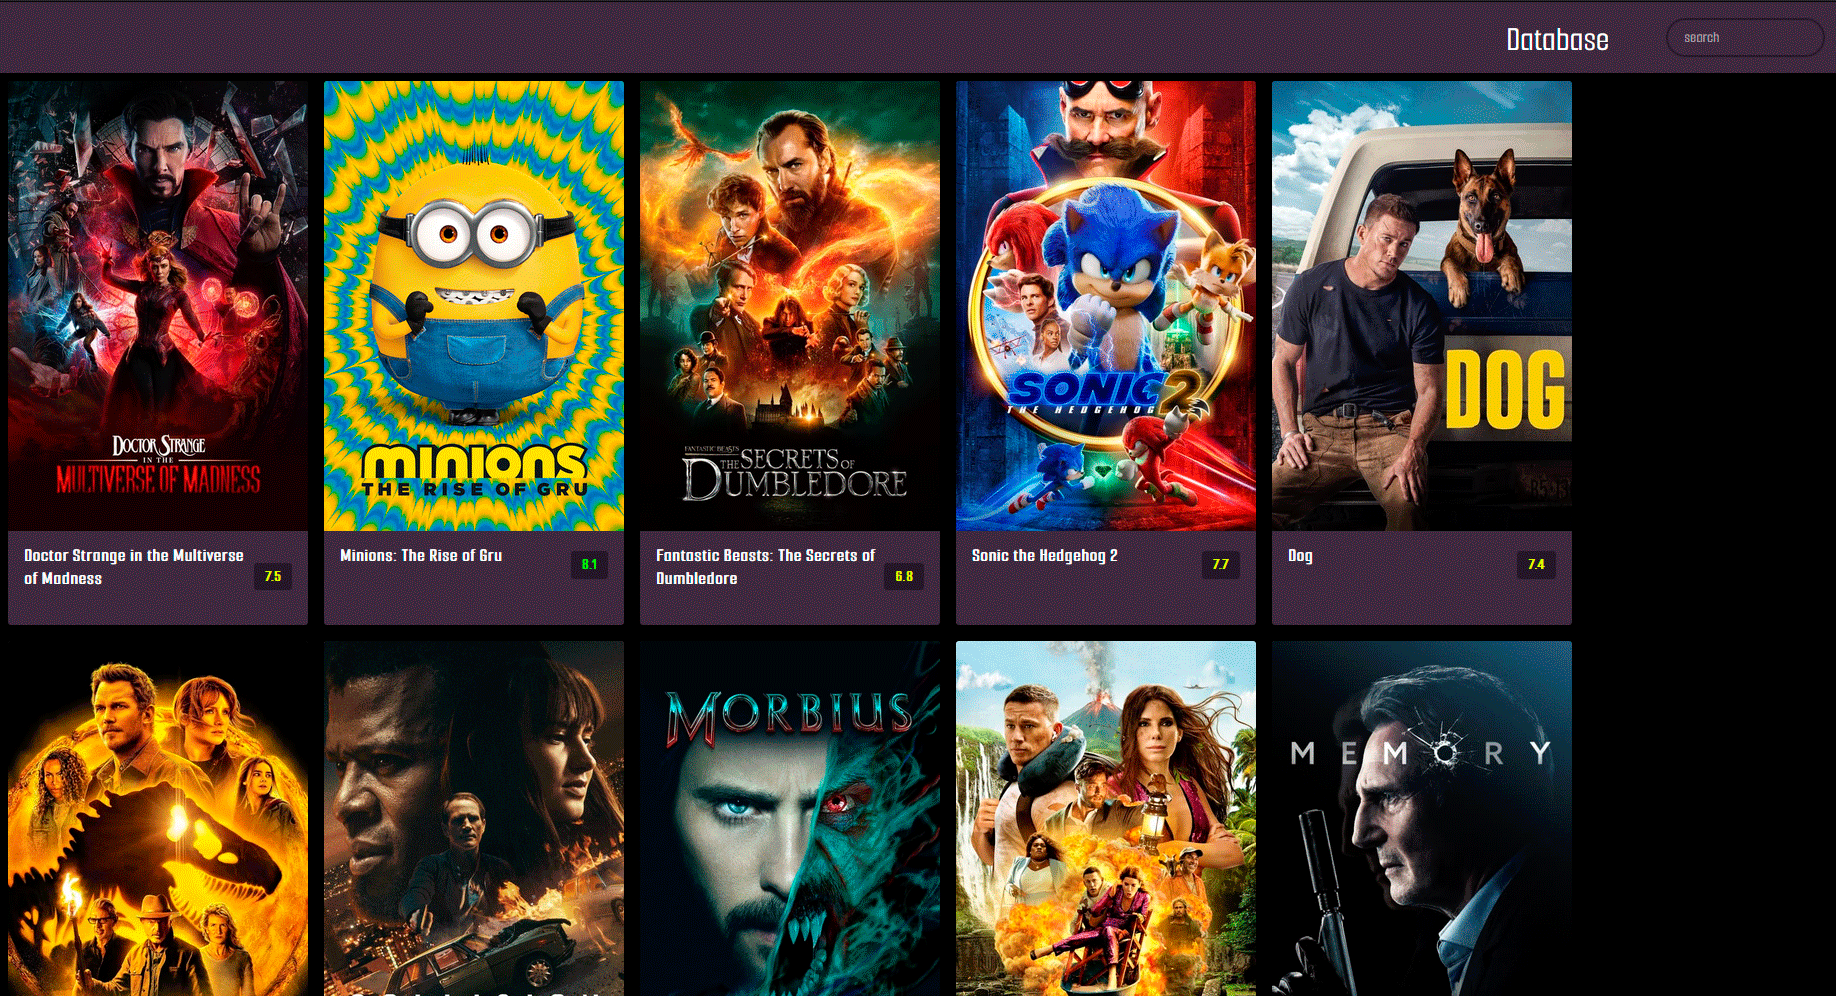 Database
search
DOCTOR STRANGE
IN THE
MULTIVERSE OF MADNESS
minions
THE RISE OF GRU
FANTASTIC BEASTS
THE SECRETS OF
DUMBLEDORE
SONIC 2
THE HEDGEHOG
DOG
Doctor Strange in the Multiverse
of Madness
7.5
Minions: The Rise of Gru
8.1
Fantastic Beasts: The Secrets of
Dumbledore
6.8
Sonic the Hedgehog 2
7.7
Dog
7.4
MORBIUS
MEMORY